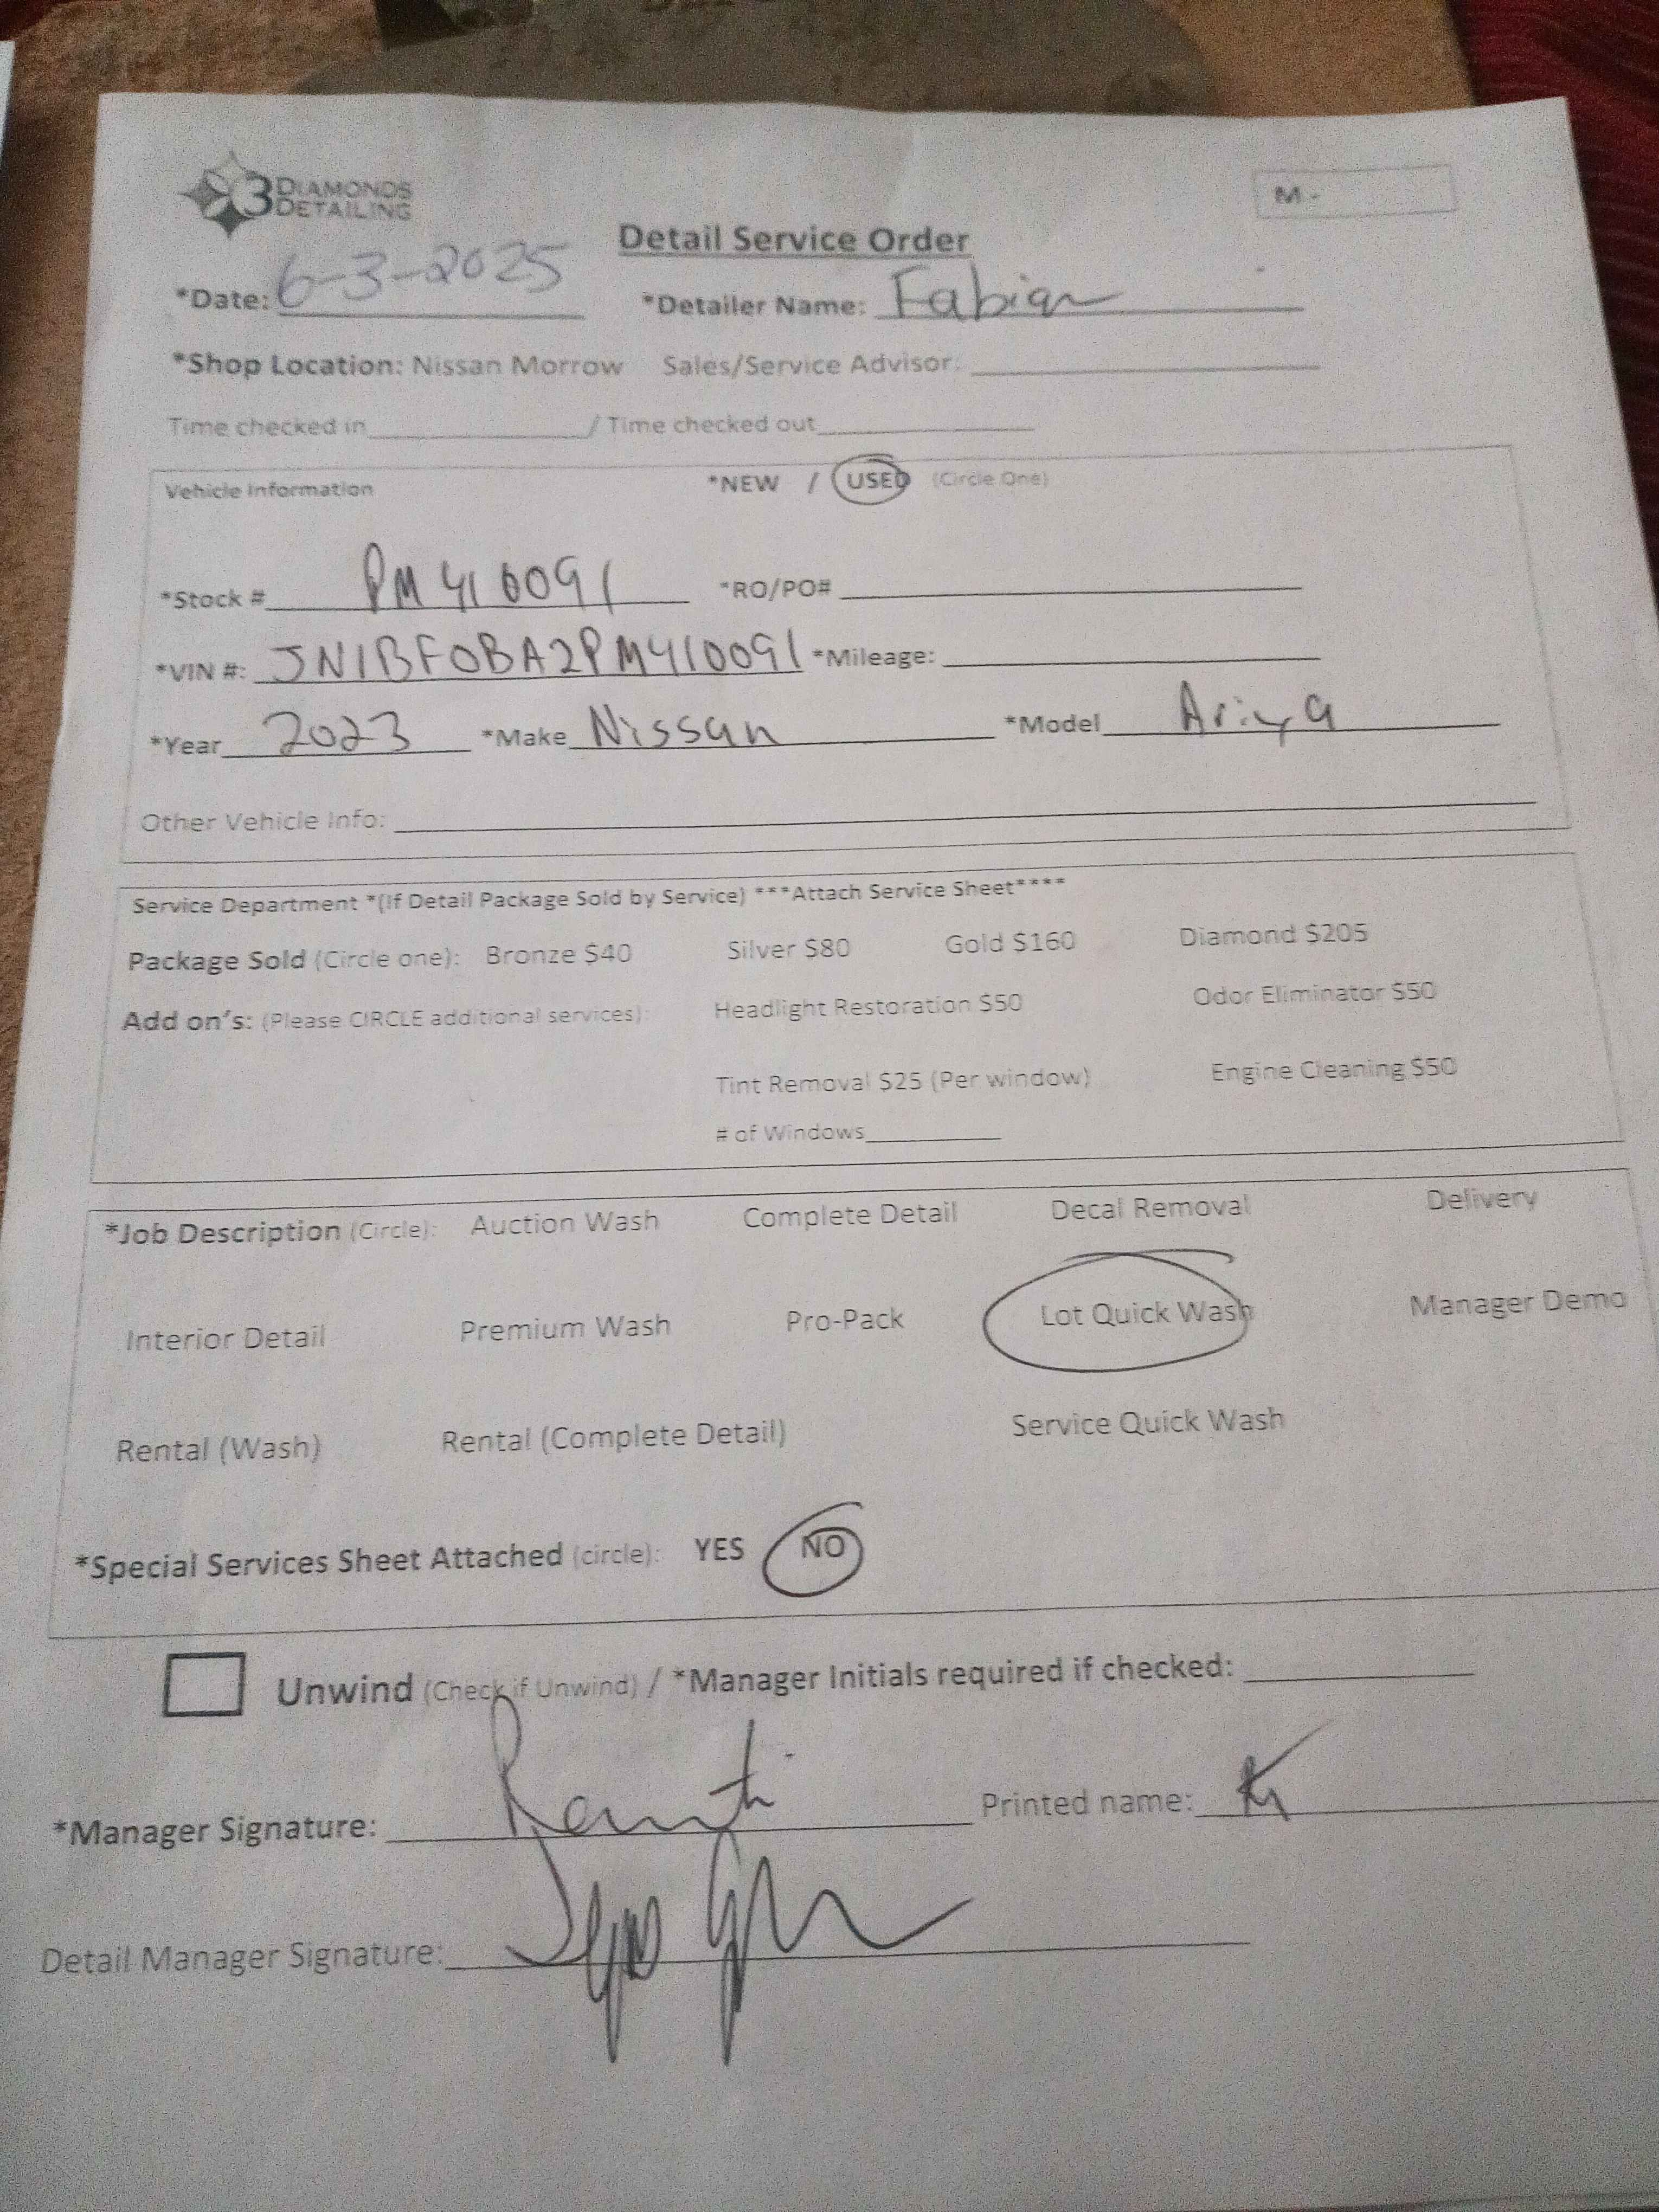 3 DIAMONDS DETAILING
M -
Detail Service Order
*Date: 6-3-2025 *Detailer Name: Fabian
*Shop Location: Nissan Morrow Sales/Service Advisor:
Time checked in / Time checked out
Vehicle Information *NEW / USED (Circle One)
*Stock # PM410091 *RO/PO#
*VIN #: JN1BF0BA2PM410091 *Mileage:
*Year 2023 *Make Nissan *Model Ariya
Other Vehicle Info:
Service Department *(If Detail Package Sold by Service) ***Attach Service Sheet****
Package Sold (Circle one): Bronze $40 Silver $80 Gold $160 Diamond $205
Add on's: (Please CIRCLE additional services): Headlight Restoration $50 Odor Eliminator $50
Tint Removal $25 (Per window) Engine Cleaning $50
# of Windows
*Job Description (Circle): Auction Wash Complete Detail Decal Removal Delivery
Interior Detail Premium Wash Pro-Pack Lot Quick Wash Manager Demo
Rental (Wash) Rental (Complete Detail) Service Quick Wash
*Special Services Sheet Attached (circle): YES NO
Unwind (Check if Unwind) / *Manager Initials required if checked:
*Manager Signature: Printed name:
Detail Manager Signature: